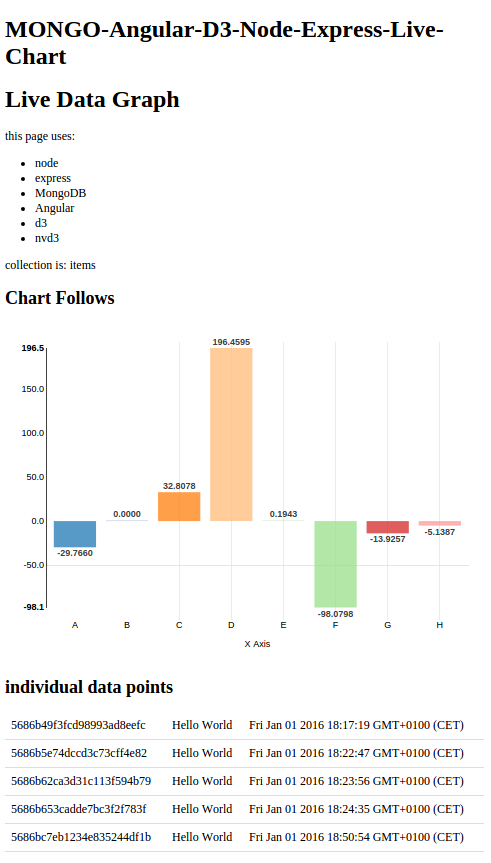 MONGO-Angular-D3-Node-Express-Live-
Chart
Live Data Graph
this page uses:
node
express
MongoDB
Angular
d3
nvd3
collection is: items
Chart Follows
196.4595
196.5
150.0
100.0
50.0
32.8078
0.0000
0.1943
0.0
-29.7660
-13.9257
-5.1387
-50.0
-98.1
-98.0798
A B C D E F G H
X Axis
individual data points
5686b49f3fcd98993ad8eefc Hello World Fri Jan 01 2016 18:17:19 GMT+0100 (CET)
5686b5e74dccd3c73cff4e82 Hello World Fri Jan 01 2016 18:22:47 GMT+0100 (CET)
5686b62ca3d31c113f594b79 Hello World Fri Jan 01 2016 18:23:56 GMT+0100 (CET)
5686b653cadde7bc3f2f783f Hello World Fri Jan 01 2016 18:24:35 GMT+0100 (CET)
5686bc7eb1234e835244df1b Hello World Fri Jan 01 2016 18:50:54 GMT+0100 (CET)